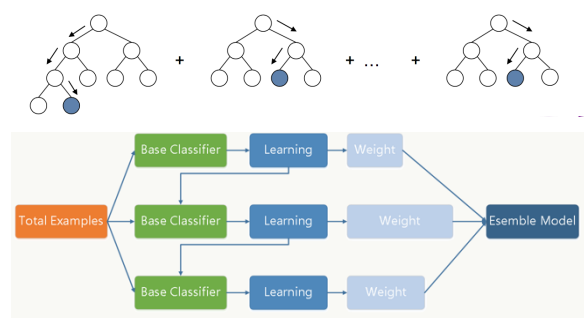 + + ... +
Base Classifier Learning Weight
Total Examples Base Classifier Learning Weight Esemble Model
Base Classifier Learning Weight